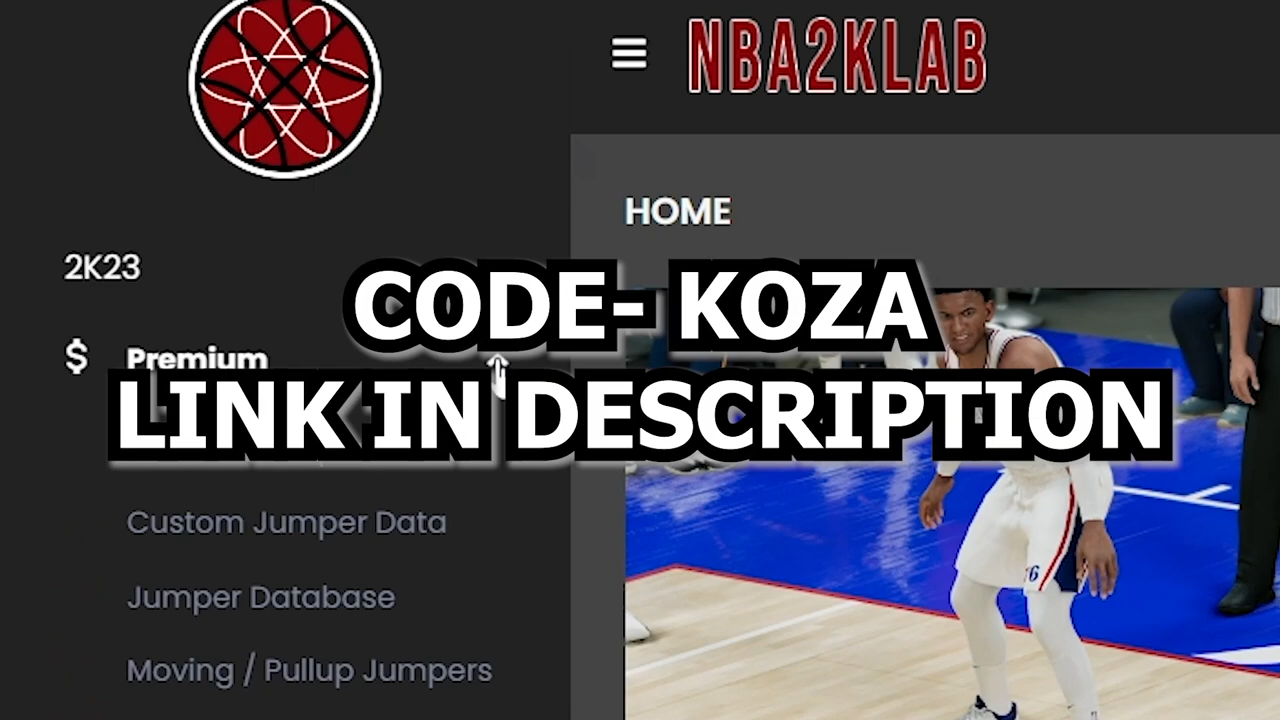 NBA2KLAB
HOME
2K23
CODE- KOZA
$ Premium
LINK IN DESCRIPTION
Custom Jumper Data
Jumper Database
Moving / Pullup Jumpers